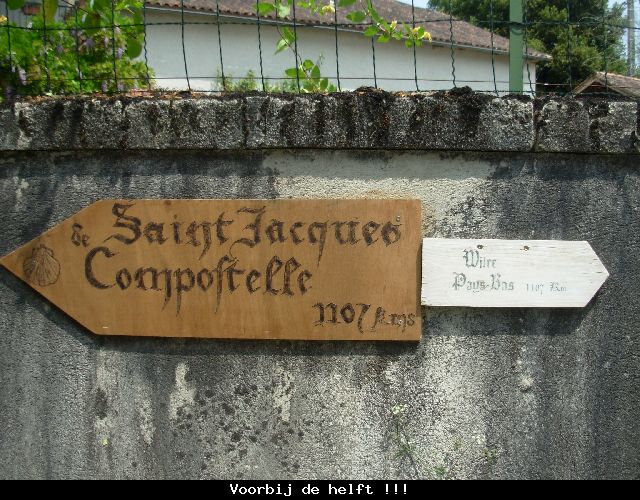 de Saint Jacques
Compostelle
1107 Kms
Wijre
Pays-Bas 1107 Km
Voorbij de helft !!!